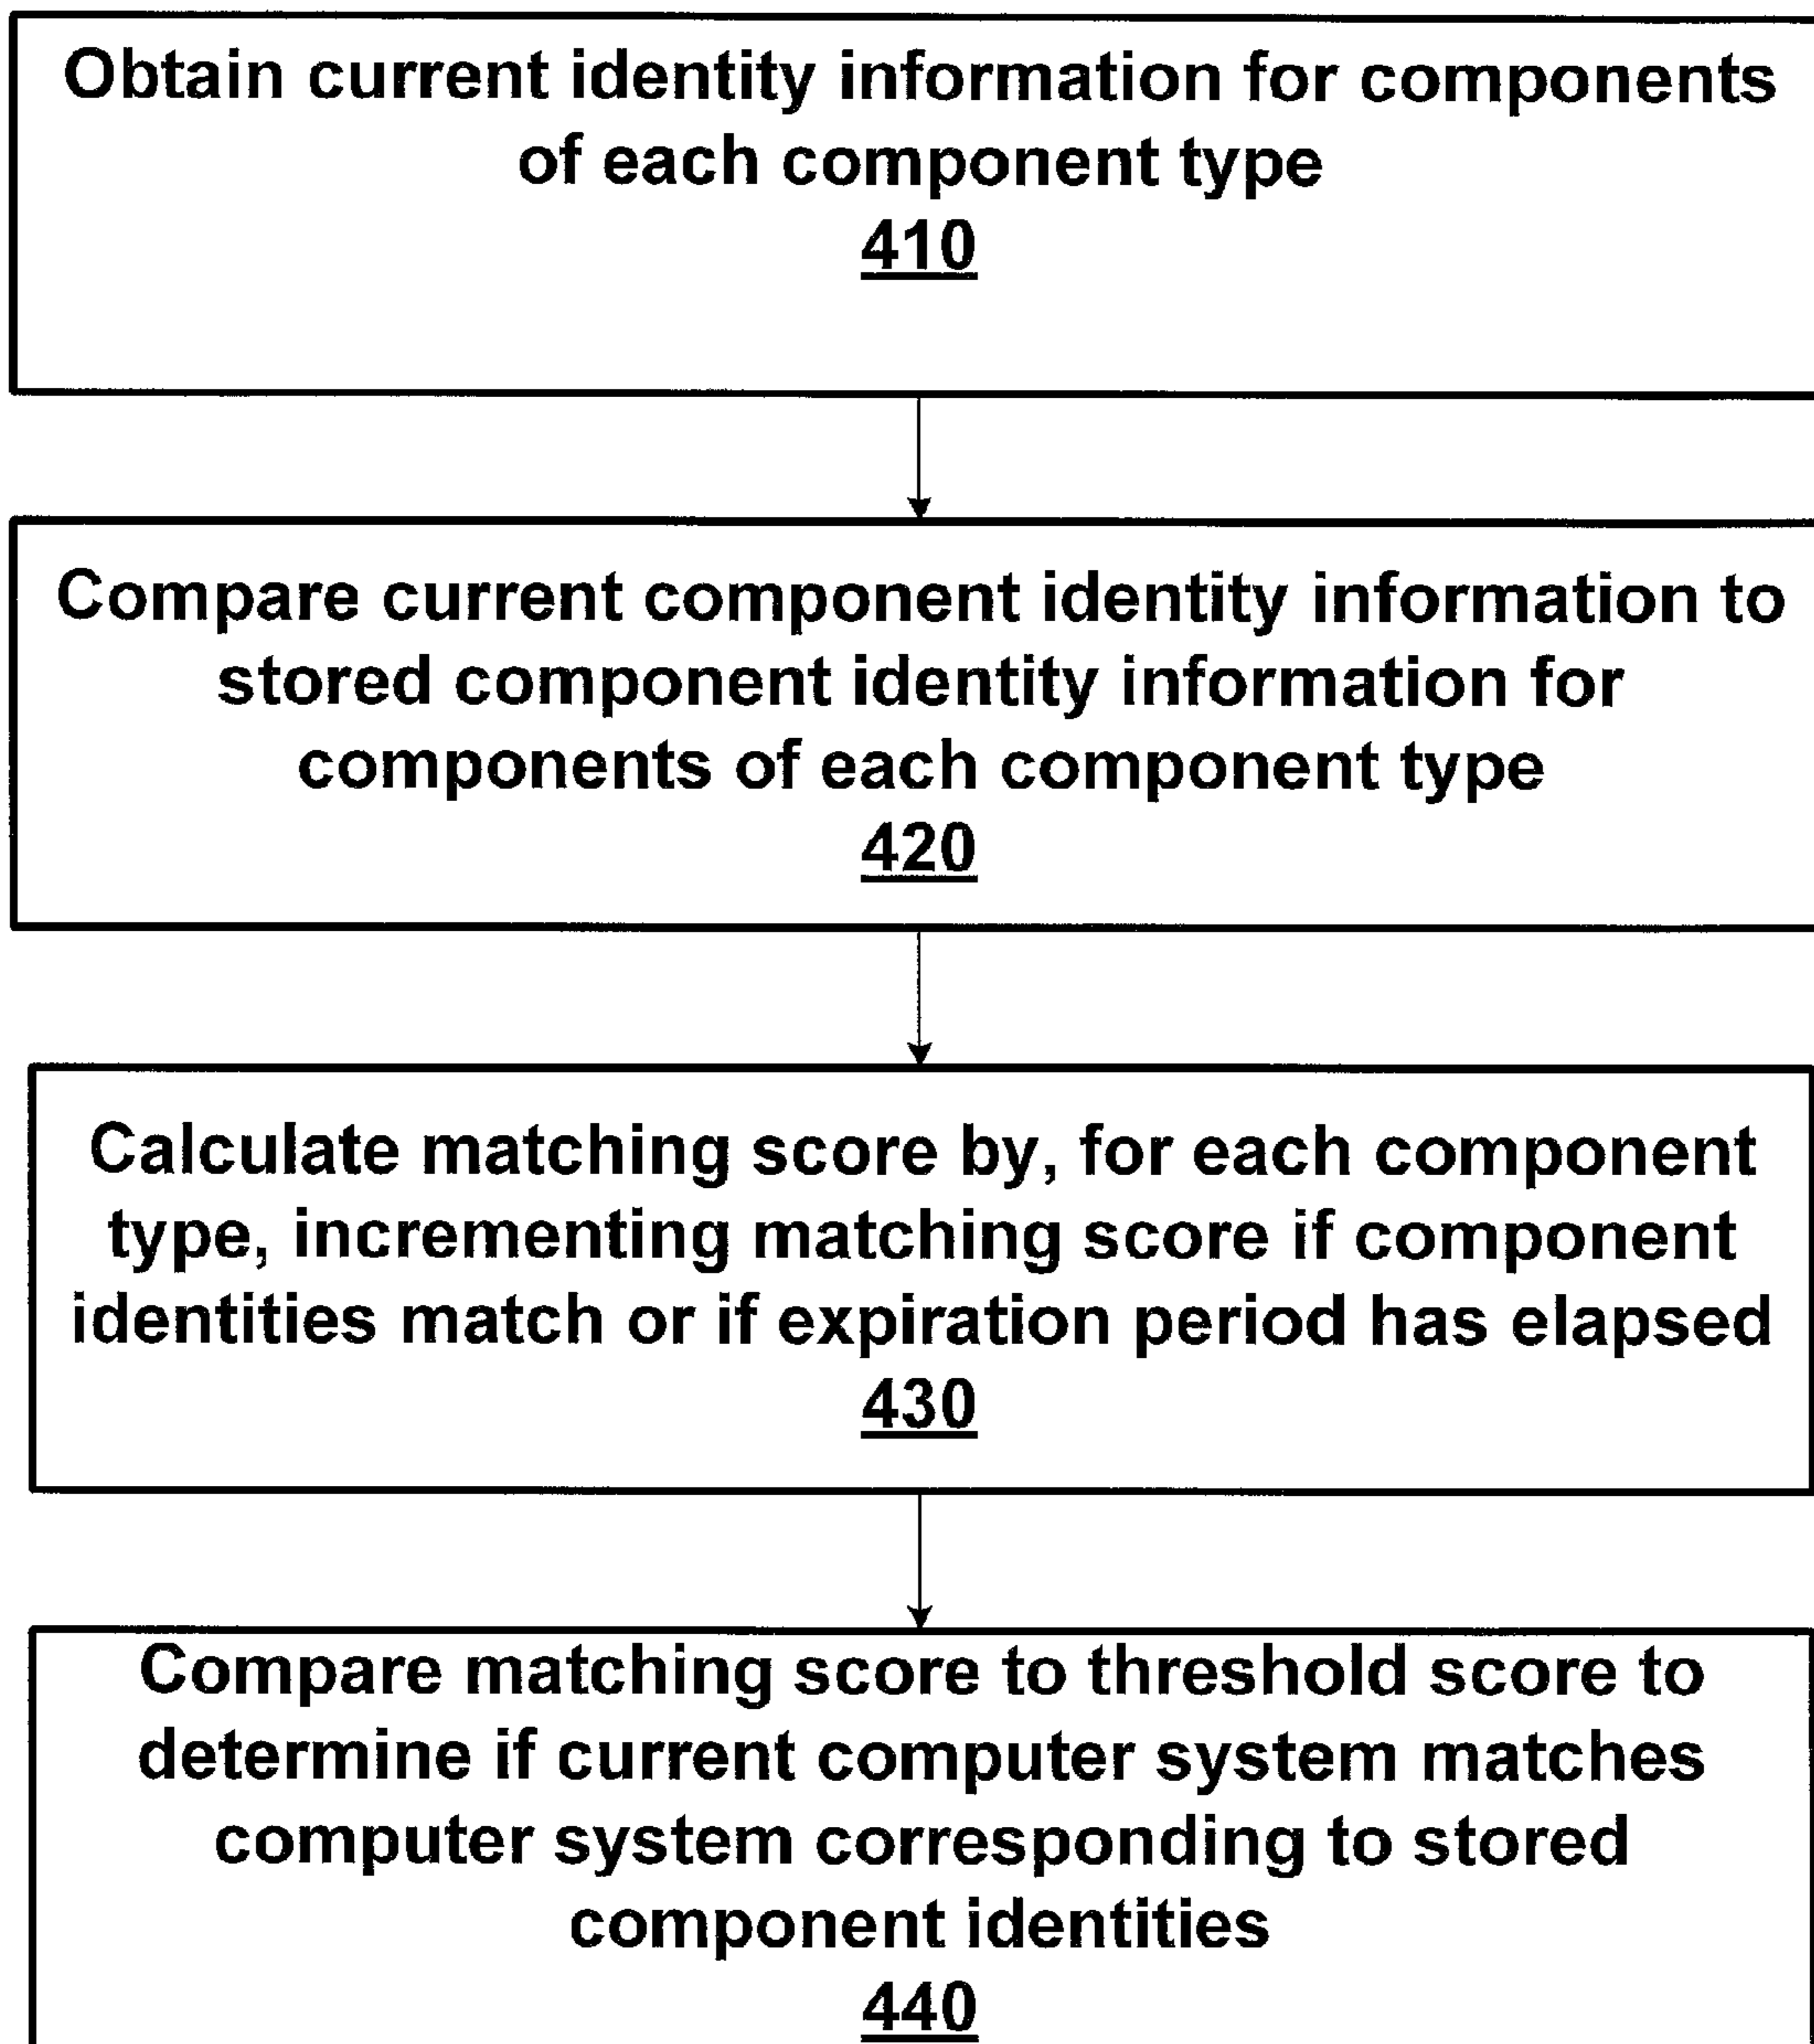 Obtain current identity information for components
of each component type
410
Compare current component identity information to
stored component identity information for
components of each component type
420
Calculate matching score by, for each component
type, incrementing matching score if component
identities match or if expiration period has elapsed
430
Compare matching score to threshold score to
determine if current computer system matches
computer system corresponding to stored
component identities
440